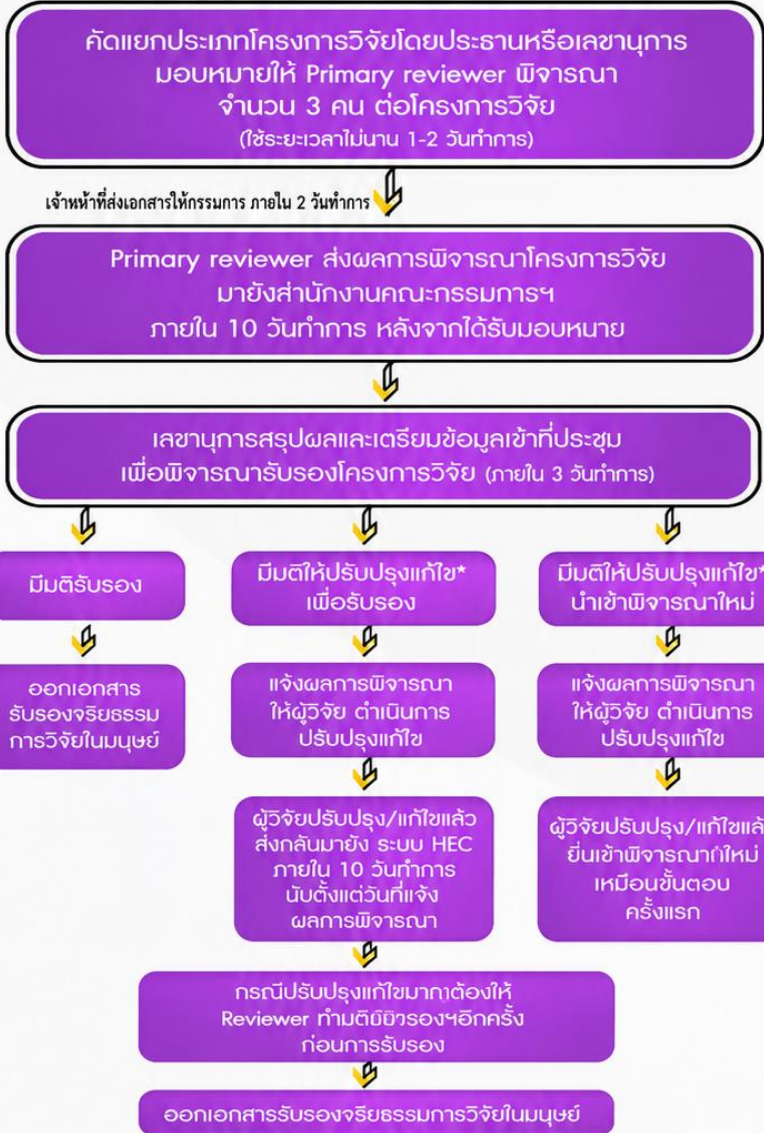 คัดแยกประเภทโครงการวิจัยโดยประธานหรือเลขานุการ
มอบหมายให้ Primary reviewer พิจารณา
จำนวน 3 คน ต่อโครงการวิจัย
(ใช้ระยะเวลาไม่นาน 1-2 วันทำการ)
เจ้าหน้าที่ส่งเอกสารให้กรรมการ ภายใน 2 วันทำการ
Primary reviewer ส่งผลการพิจารณาโครงการวิจัย
มายังสำนักงานคณะกรรมการฯ
ภายใน 10 วันทำการ หลังจากได้รับมอบหนาย
เลขานุการสรุปผลและเตรียมข้อมูลเข้าที่ประชุม
เพื่อพิจารณารับรองโครงการวิจัย (ภายใน 3 วันทำการ)
มีมติรับรอง
มีมติให้ปรับปรุงแก้ไข*
เพื่อรับรอง
มีมติให้ปรับปรุงแก้ไข*
นำเข้าพิจารณาใหม่
ออกเอกสาร
รับรองจริยธรรม
การวิจัยในมนุษย์
แจ้งผลการพิจารณา
ให้ผู้วิจัย ดำเนินการ
ปรับปรุงแก้ไข
แจ้งผลการพิจารณา
ให้ผู้วิจัย ดำเนินการ
ปรับปรุงแก้ไข
ผู้วิจัยปรับปรุง/แก้ไขแล้ว
ส่งกลับมายัง ระบบ HEC
ภายใน 10 วันทำการ
นับตั้งแต่วันที่แจ้ง
ผลการพิจารณา
ผู้วิจัยปรับปรุง/แก้ไขแล้
ยื่นเข้าพิจารณา
เหมือนขั้นตอน
ครั้งแรก
กรณีปรับปรุงแก้ไข
Reviewer อีกครั้ง
ก่อนการรับรอง
ออกเอกสารรับรองจริยธรรมการวิจัยในมนุษย์